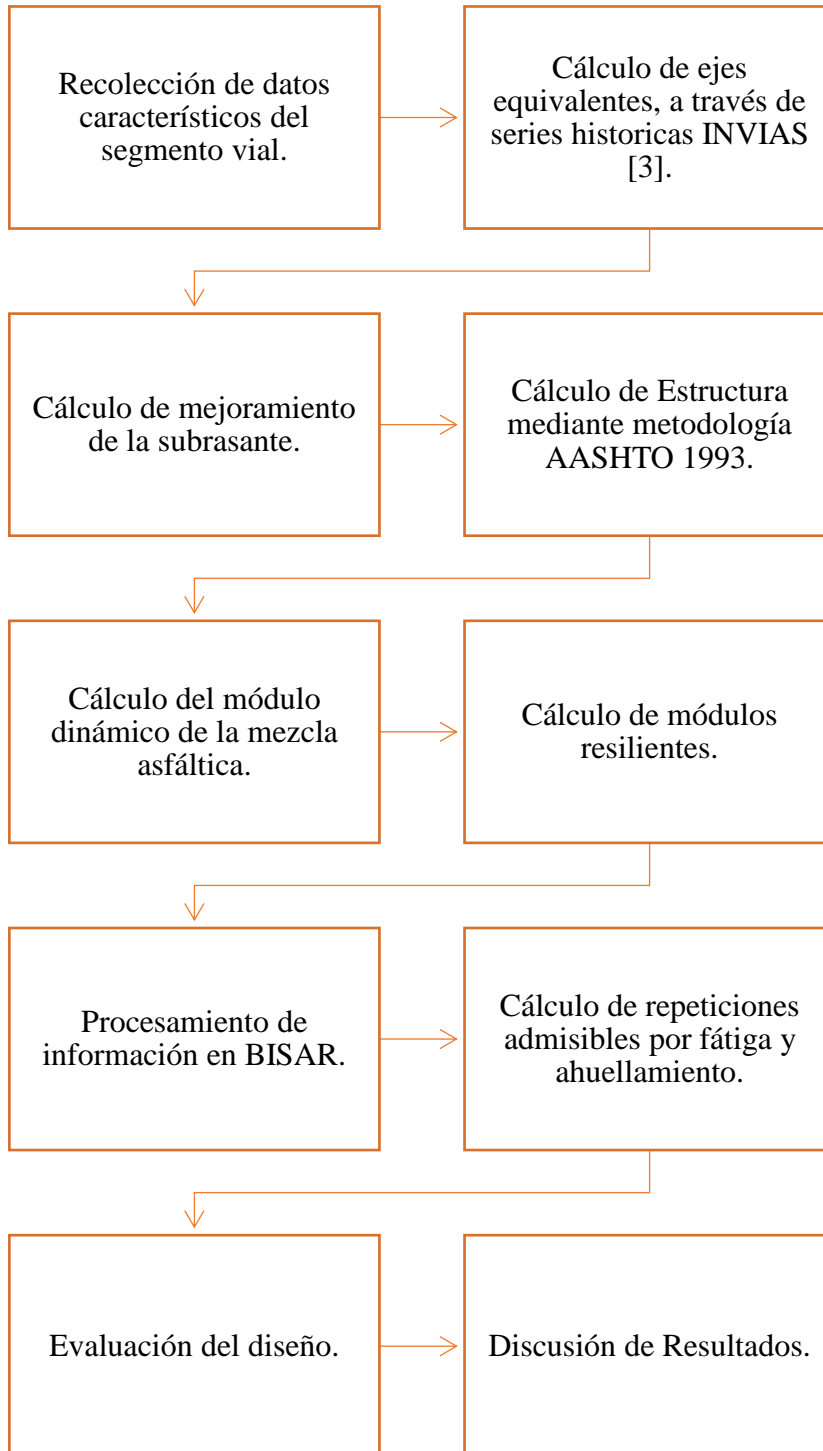 Recolección de datos
característicos del
segmento vial.
Cálculo de ejes
equivalentes, a través de
series historicas INVIAS
[3].
Cálculo de mejoramiento
de la subrasante.
Cálculo de Estructura
mediante metodología
AASHTO 1993.
Cálculo del módulo
dinámico de la mezcla
asfáltica.
Cálculo de módulos
resilientes.
Procesamiento de
información en BISAR.
Cálculo de repeticiones
admisibles por fátiga y
ahuellamiento.
Evaluación del diseño.
Discusión de Resultados.